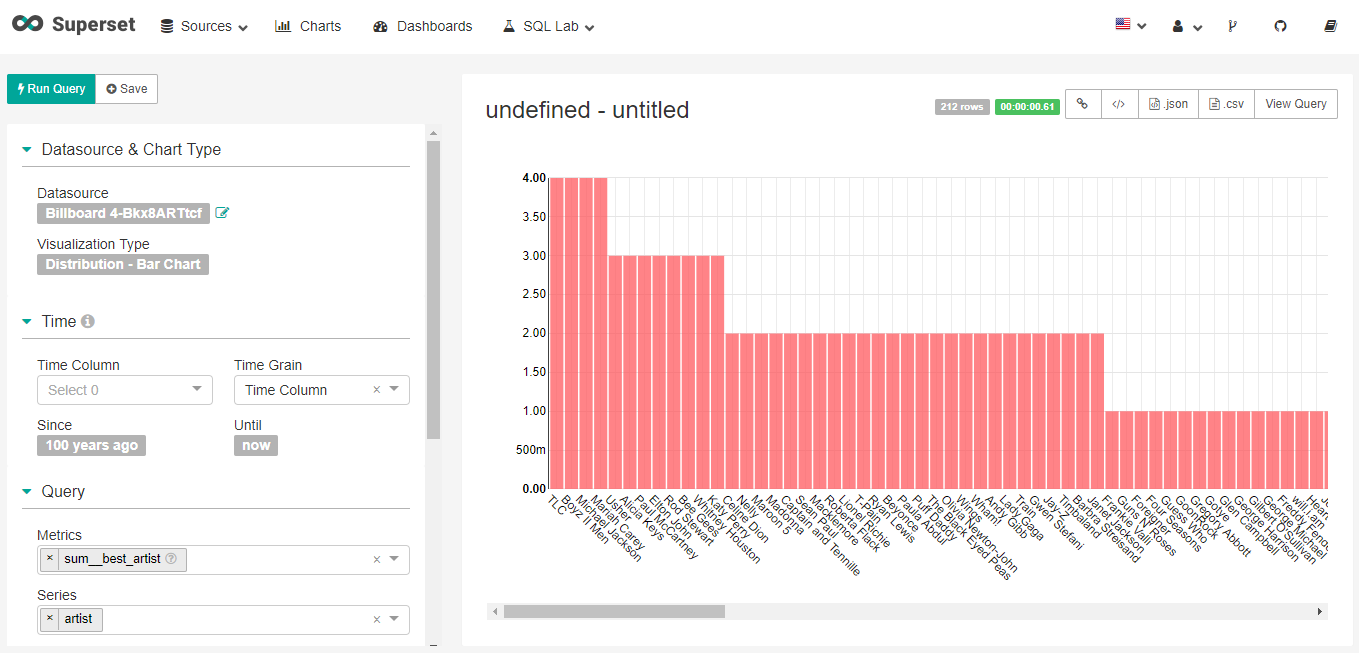 Superset Sources Charts Dashboards SQL Lab
Run Query Save
Datasource & Chart Type
Datasource
Billboard 4-Bkx8ARTtcf
Visualization Type
Distribution - Bar Chart
Time
Time Column Time Grain
Select 0 Time Column ×
Since Until
100 years ago now
Query
Metrics
× sum__best_artist ×
Series
× artist ×
undefined - untitled
212 rows 00:00:00.61 </> .json .csv View Query
4.00
3.50
3.00
2.50
2.00
1.50
1.00
500m
0.00
TLC
Boyz II Men
Michael Jackson
Mariah Carey
Usher
Alicia Keys
Paul McCartney
Elton John
Rod Stewart
Bee Gees
Whitney Houston
Katy Perry
Celine Dion
Nelly
Maroon 5
Madonna
Captain and Tennille
Sean Paul
Macklemore
Roberta Flack
Lionel Richie
T-Pain
Ryan Lewis
Beyonce
Paula Abdul
Puff Daddy
The Black Eyed Peas
Olivia Newton-John
Wings
Wham!
Andy Gibb
Lady Gaga
Train
Gwen Stefani
Jay-Z
Timbaland
Barbra Streisand
Janet Jackson
Frankie Valli
Guns N' Roses
Foreigner
Four Seasons
Guess Who
GoonRock
Gregory Abbott
Gotye
Glen Campbell
George Harrison
Gilbert O'Sullivan
George Michael
Freddy Fenc
will.i.am
Hean